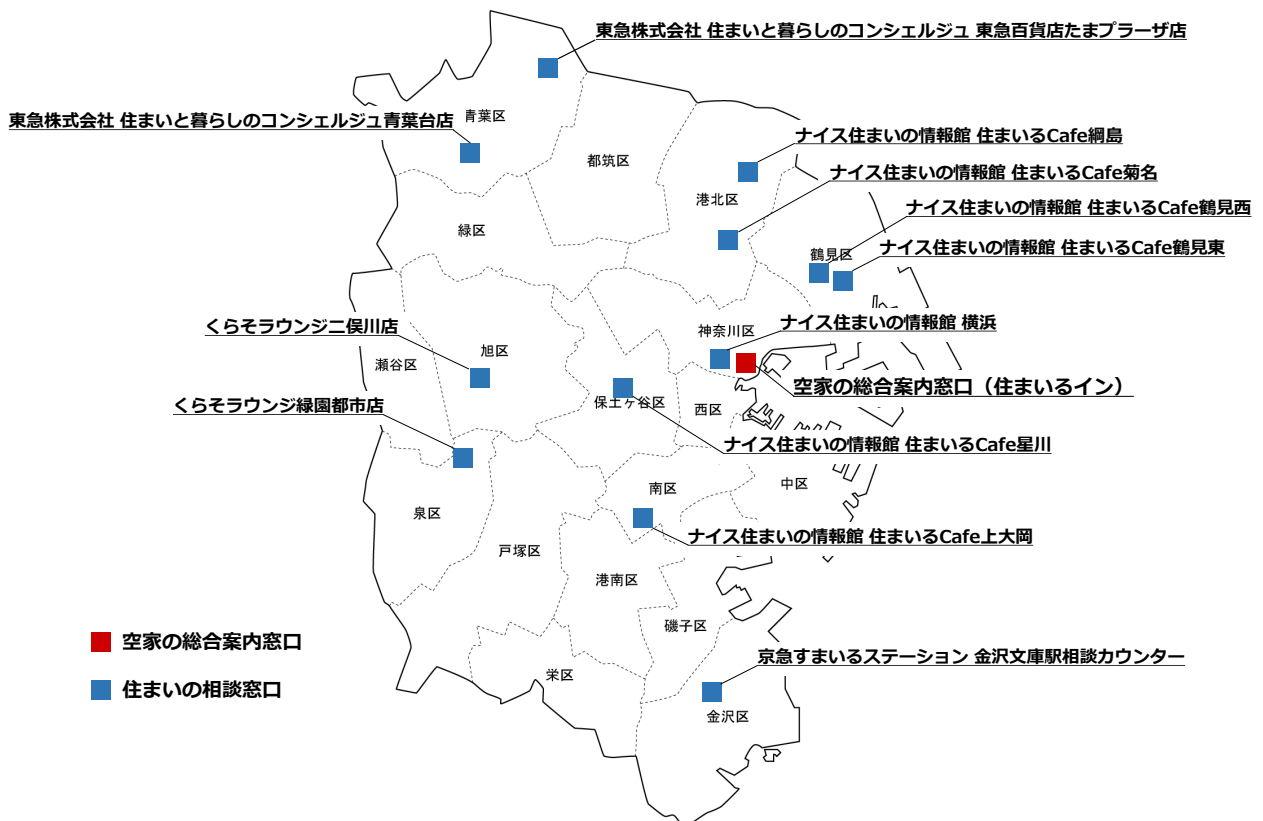 東急株式会社 住まいと暮らしのコンシェルジュ 東急百貨店たまプラーザ店
青葉区
東急株式会社 住まいと暮らしのコンシェルジュ青葉台店
ナイス住まいの情報館 住まいるCafe綱島
都筑区
ナイス住まいの情報館 住まいるCafe菊名
港北区
ナイス住まいの情報館 住まいるCafe鶴見西
緑区
ナイス住まいの情報館 住まいるCafe鶴見東
鶴見区
ナイス住まいの情報館 横浜
くらそラウンジ二俣川店
神奈川区
旭区
瀬谷区
空家の総合案内窓口（住まいるイン）
くらそラウンジ緑園都市店
保土ヶ谷区
西区
ナイス住まいの情報館 住まいるCafe星川
中区
南区
泉区
ナイス住まいの情報館 住まいるCafe上大岡
戸塚区
港南区
磯子区
空家の総合案内窓口
京急すまいるステーション 金沢文庫駅相談カウンター
栄区
住まいの相談窓口
金沢区